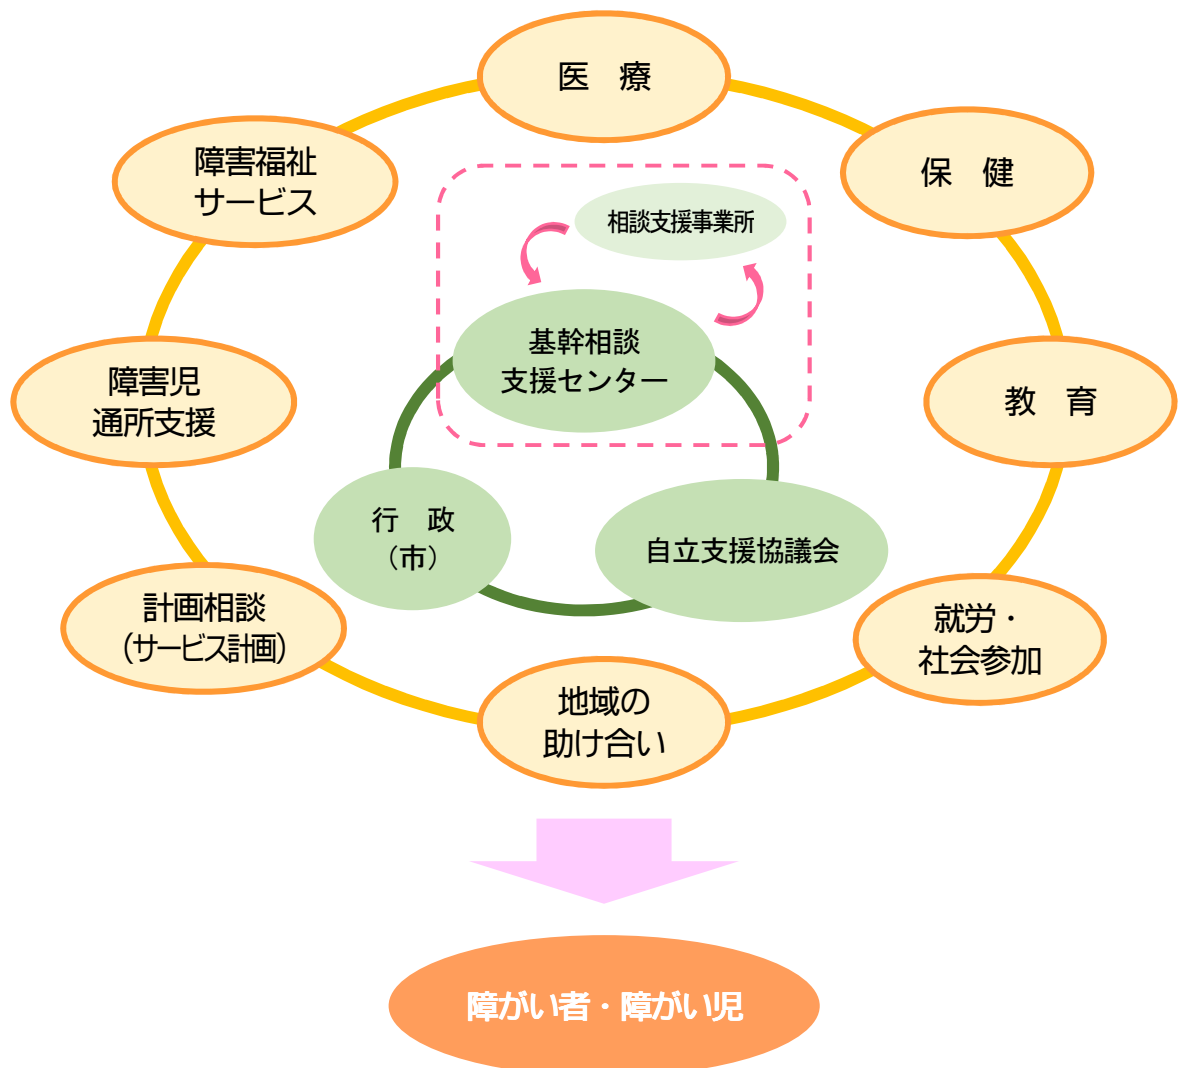 医　療
障害福祉
サービス
保　健
相談支援事業所
基幹相談
支援センター
障害児
通所支援
教　育
行　政
（市）
自立支援協議会
計画相談
（サービス計画）
就労・
社会参加
地域の
助け合い
障がい者・障がい児